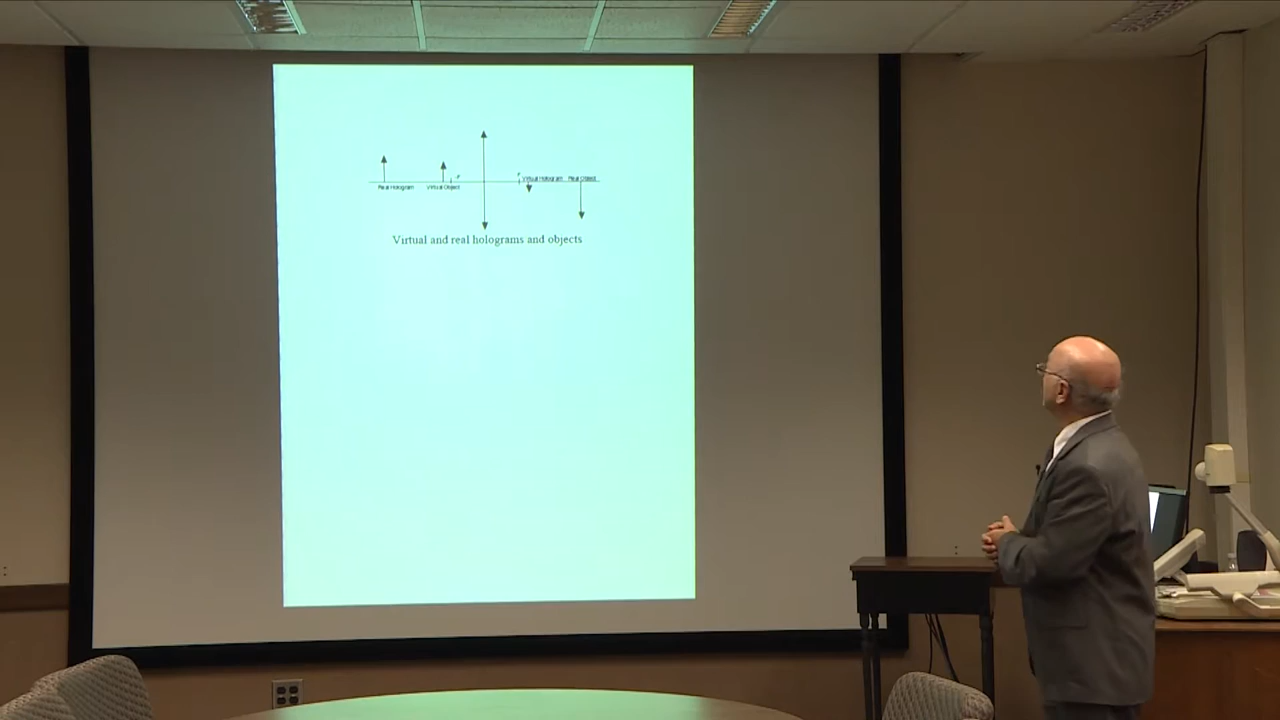 F
F Virtual Hologram Real Object
Real Hologram Virtual Object
Virtual and real holograms and objects